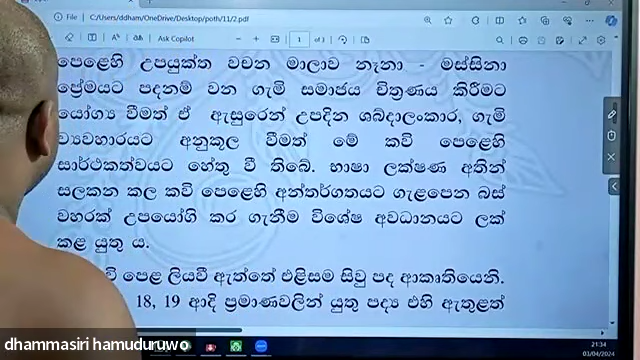 File
C:/Users/ddham/OneDrive/Desktop/poth/11/2.pdf
Ask Copilot
1
පෙළෙහි උපයුක්ත වචන මාලාව නෑනා - මස්සිනා
ප්‍රේමයට පදනම් වන ගැමි සමාජය චිත්‍රණය කිරීමට
යෝග්‍ය වීමත් ඒ ඇසුරෙන් උපදින ශබ්දාලංකාර, ගැමි
ව්‍යවහාරයට අනුකූල වීමත් මේ කවි පෙළෙහි
සාර්ථකත්වයට හේතු වී තිබේ. භාෂා ලක්ෂණ අතින්
සලකන කල කවි පෙළෙහි අන්තර්ගතයට ගැළපෙන බස්
වහරක් උපයෝගි කර ගැනීම විශේෂ අවධානයට ලක්
කළ යුතු ය.
පෙළ ලියවී ඇත්තේ එළිසම සිවු පද ආකෘතියෙනි.
18, 19 ආදි ප්‍රමාණවලින් යුතු පද්‍ය එහි ඇතුළත්
dhammasiri hamuduruwo
21:34
03/04/2024